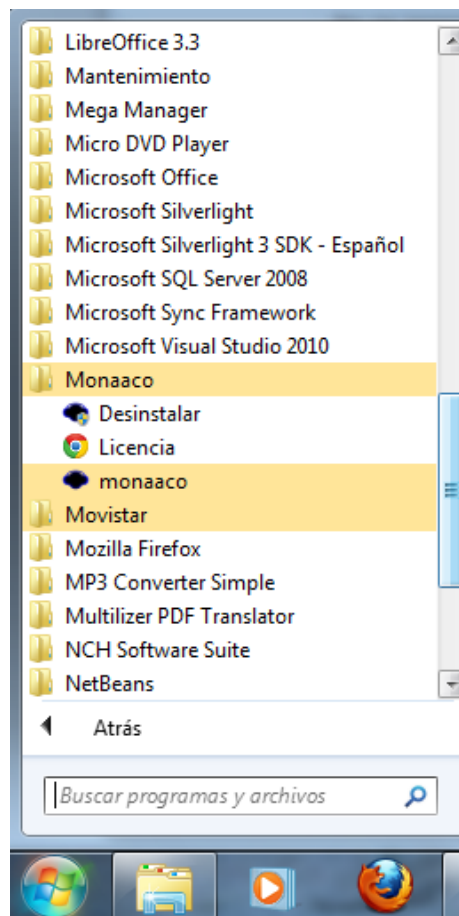 LibreOffice 3.3
Mantenimiento
Mega Manager
Micro DVD Player
Microsoft Office
Microsoft Silverlight
Microsoft Silverlight 3 SDK - Español
Microsoft SQL Server 2008
Microsoft Sync Framework
Microsoft Visual Studio 2010
Monaaco
Desinstalar
Licencia
monaaco
Movistar
Mozilla Firefox
MP3 Converter Simple
Multilizer PDF Translator
NCH Software Suite
NetBeans
Atrás
Buscar programas y archivos